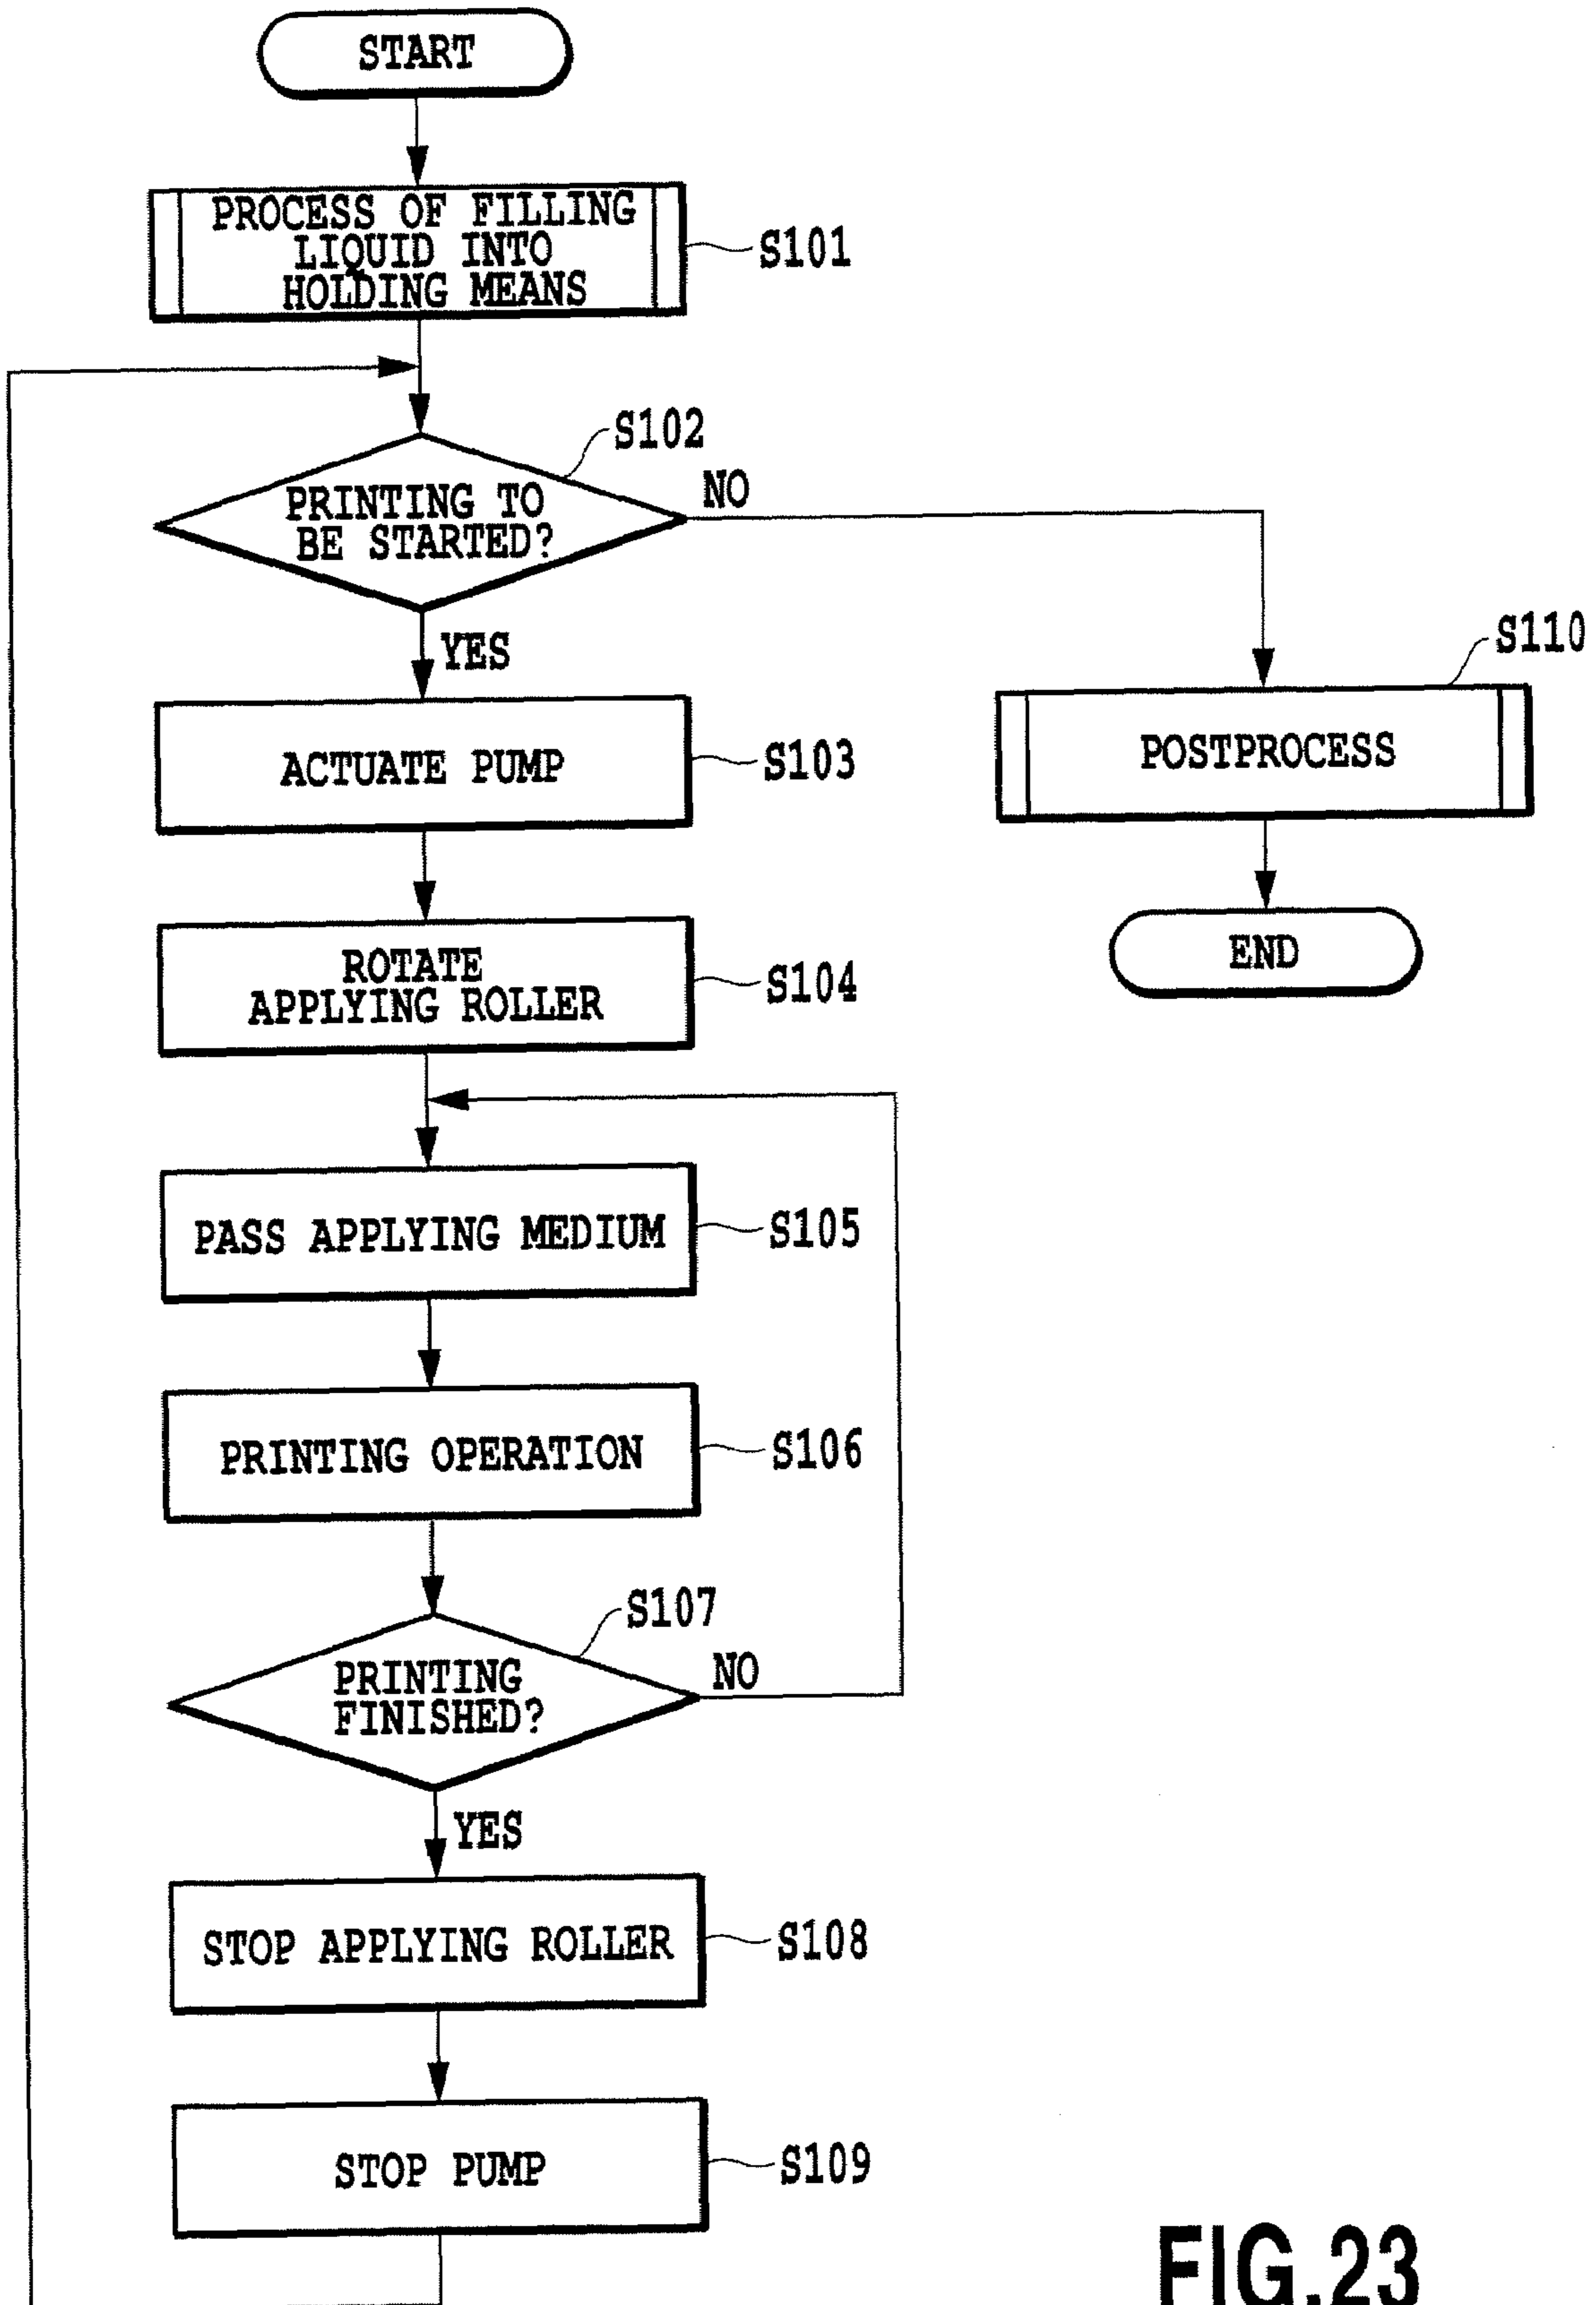 START
PROCESS OF FILLING
LIQUID INTO
HOLDING MEANS
S101
S102
PRINTING TO
BE STARTED?
NO
YES
S110
ACTUATE PUMP
S103
POSTPROCESS
ROTATE
APPLYING ROLLER
S104
END
PASS APPLYING MEDIUM
S105
PRINTING OPERATION
S106
S107
PRINTING
FINISHED?
NO
YES
STOP APPLYING ROLLER
S108
STOP PUMP
S109
FIG.23